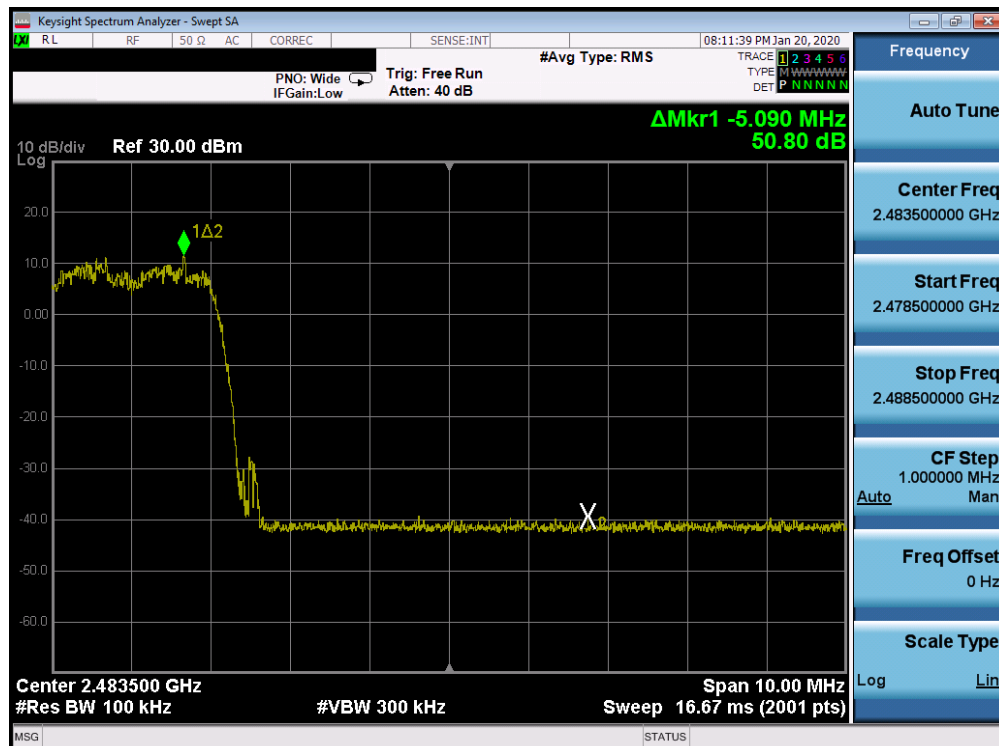 Keysight Spectrum Analyzer - Swept SA
LXI RL RF 50 Ω AC CORREC SENSE:INT 08:11:39 PM Jan 20, 2020
#Avg Type: RMS
TRACE 1 2 3 4 5 6
TYPE M WWWWW
DET P N N N N N
PNO: Wide
IFGain:Low
Trig: Free Run
Atten: 40 dB
ΔMkr1 -5.090 MHz
50.80 dB
10 dB/div
Log
Ref 30.00 dBm
1Δ2
20.0
10.0
0.00
-10.0
-20.0
-30.0
-40.0
-50.0
-60.0
X
Center 2.483500 GHz
#Res BW 100 kHz
#VBW 300 kHz
Span 10.00 MHz
Sweep 16.67 ms (2001 pts)
MSG
STATUS
Frequency
Auto Tune
Center Freq
2.483500000 GHz
Start Freq
2.478500000 GHz
Stop Freq
2.488500000 GHz
CF Step
1.000000 MHz
Auto Man
Freq Offset
0 Hz
Scale Type
Log Lin